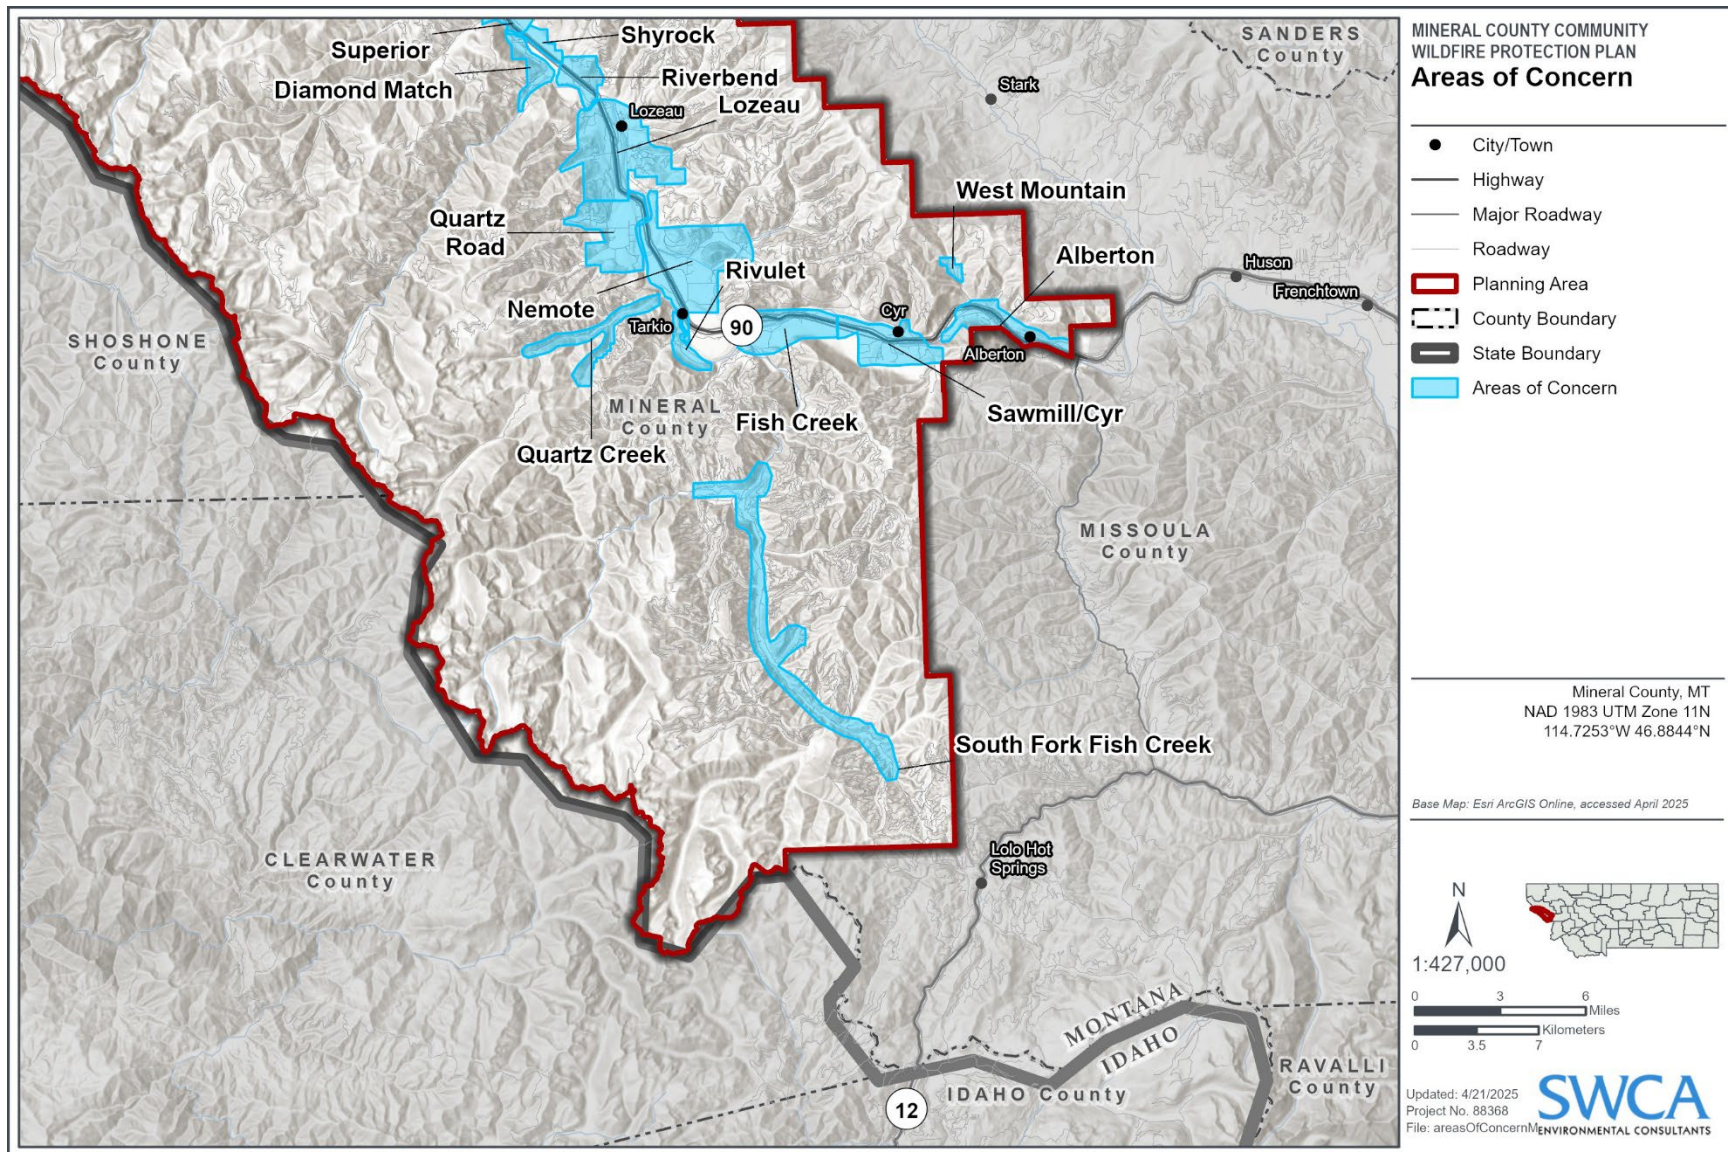 Superior
Shyrock
Diamond Match
Riverbend
Lozeau
Lozeau
Stark
SANDERS
County
West Mountain
Quartz
Road
Alberton
Rivulet
Huson
Frenchtown
Nemote
Tarkio
90
Cyr
Alberton
SHOSHONE
County
MINERAL
County
Fish Creek
Sawmill/Cyr
Quartz Creek
MISSOULA
County
South Fork Fish Creek
CLEARWATER
County
Lolo Hot
Springs
MONTANA
IDAHO
IDAHO County
RAVALLI
County
12
MINERAL COUNTY COMMUNITY
WILDFIRE PROTECTION PLAN
Areas of Concern
City/Town
Highway
Major Roadway
Roadway
Planning Area
County Boundary
State Boundary
Areas of Concern
Mineral County, MT
NAD 1983 UTM Zone 11N
114.7253°W 46.8844°N
Base Map: Esri ArcGIS Online, accessed April 2025
N
1:427,000
0 3 6
Miles
Kilometers
0 3.5 7
Updated: 4/21/2025
Project No. 88368
File: areasOfConcernM
SWCA
ENVIRONMENTAL CONSULTANTS